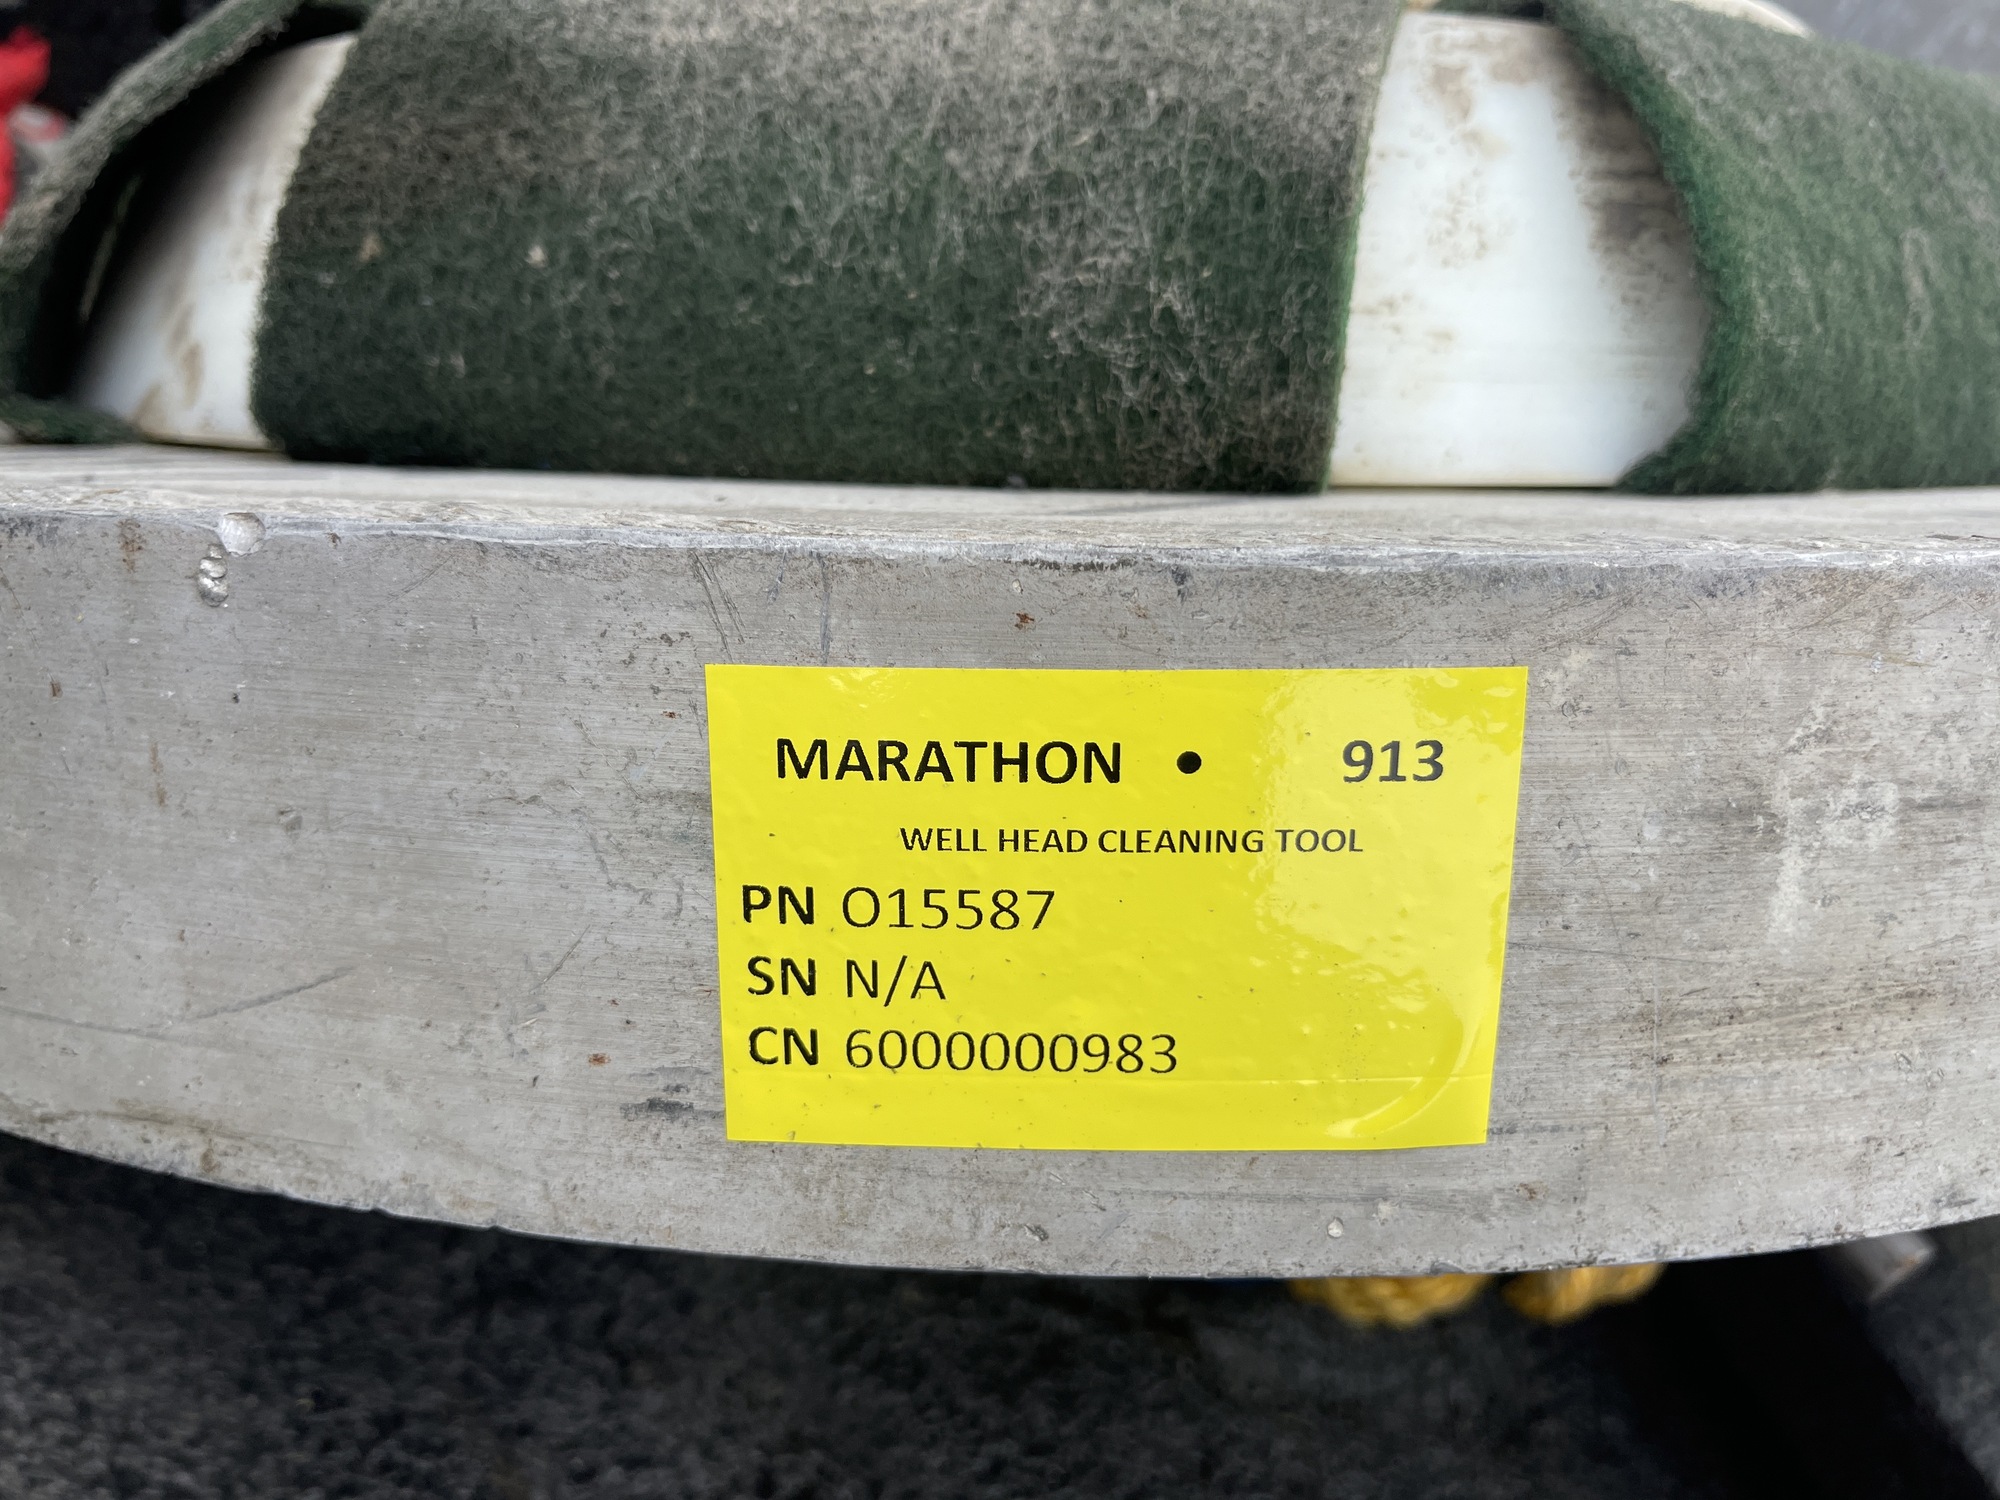 MARATHON • 913
WELL HEAD CLEANING TOOL
PN O15587
SN N/A
CN 6000000983